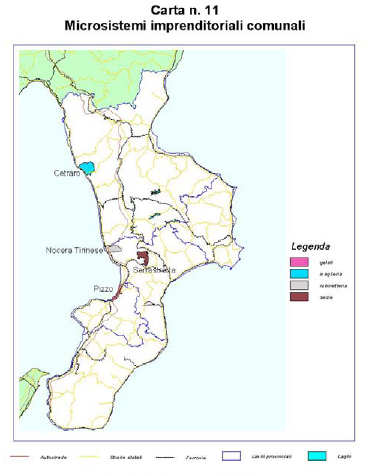 Carta n. 11
Microsistemi imprenditoriali comunali
Cetraro
Nocera Tirinese
Serrastretta
Pizzo
Legenda
gelati
maglieria
rubinetteria
sedie
Autostrade
Strade statali
Ferrovie
Limiti provinciali
Laghi